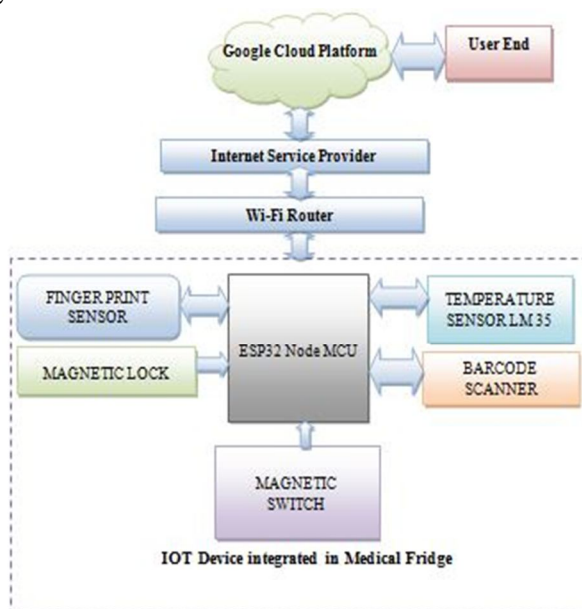 Google Cloud Platform
User End
Internet Service Provider
Wi-Fi Router
FINGER PRINT
SENSOR
MAGNETIC LOCK
ESP32 Node MCU
TEMPERATURE
SENSOR LM 35
BARCODE
SCANNER
MAGNETIC
SWITCH
IOT Device integrated in Medical Fridge